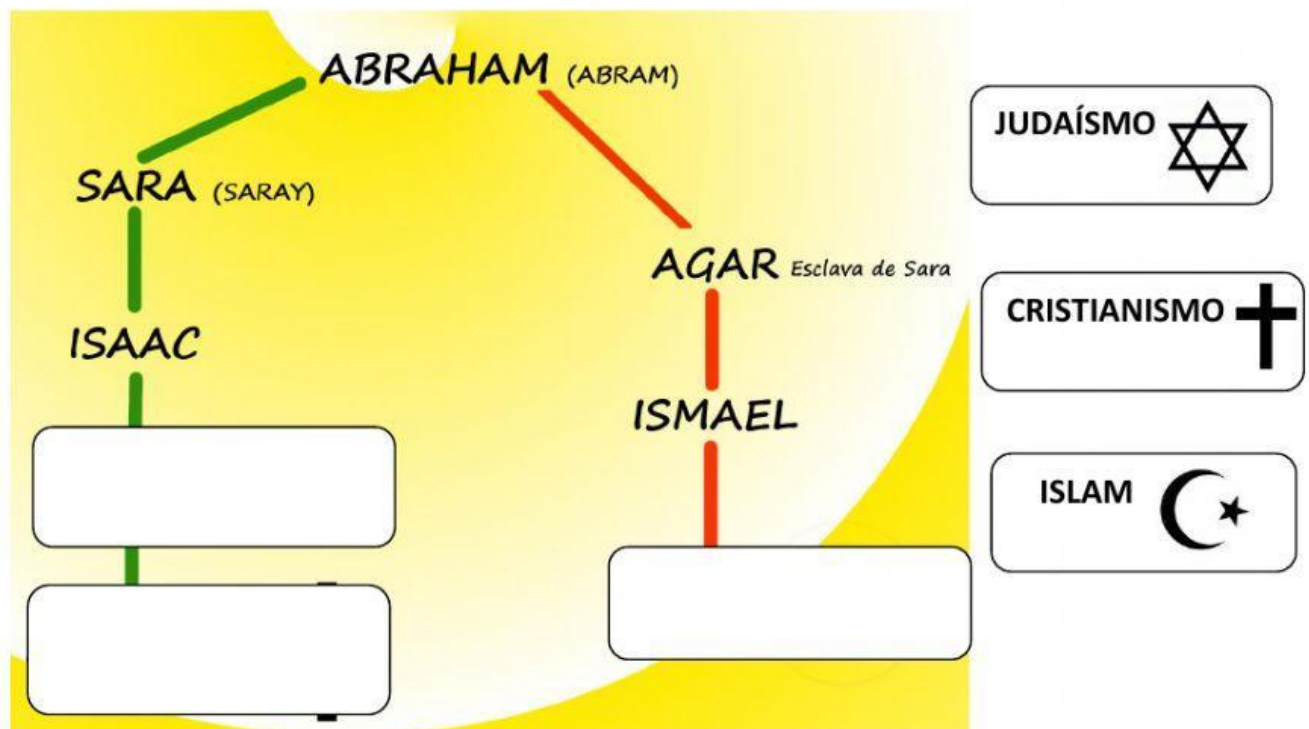 ABRAHAM (ABRAM)
JUDAÍSMO
SARA (SARAY)
AGAR Esclava de Sara
CRISTIANISMO
ISAAC
ISMAEL
ISLAM